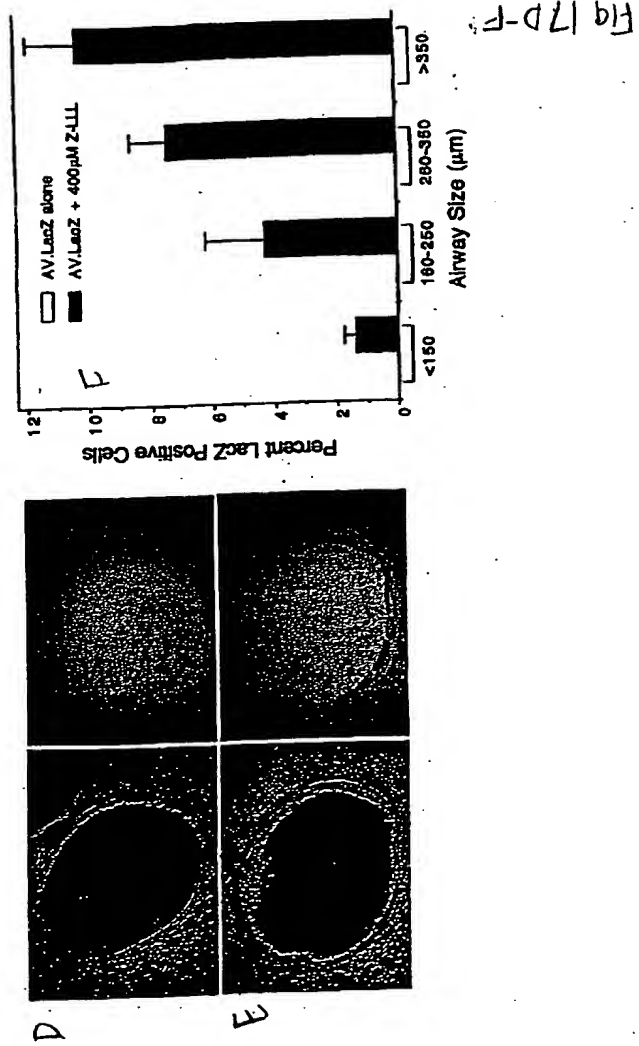 D
E
F
AV.LacZ alone
AV.LacZ + 400µM Z-LLL
Percent LacZ Positive Cells
12
10
8
6
4
2
0
<150
160-250
260-350
>350
Airway Size (µm)
Fig 17D-F